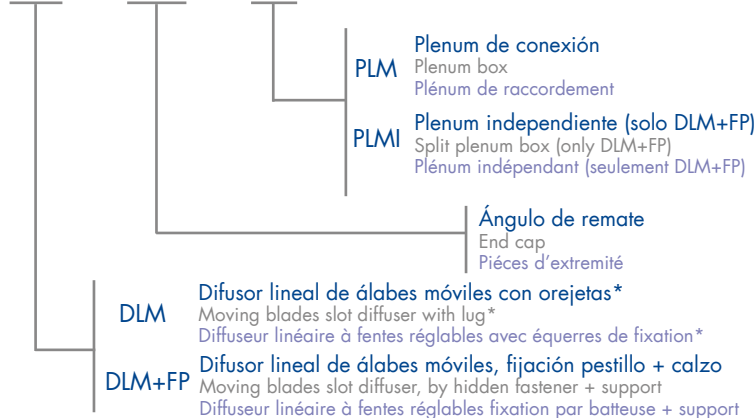 PLM
Plenum de conexión
Plenum box
Plénum de raccordement
PLMI
Plenum independiente (solo DLM+FP)
Split plenum box (only DLM+FP)
Plénum indépendant (seulement DLM+FP)
Ángulo de remate
End cap
Piéces d'extremité
DLM
Difusor lineal de álabes móviles con orejetas*
Moving blades slot diffuser with lug*
Diffuseur linéaire à fentes réglables avec équerres de fixation*
DLM+FP
Difusor lineal de álabes móviles, fijación pestillo + calzo
Moving blades slot diffuser, by hidden fastener + support
Diffuseur linéaire à fentes réglables fixation par batteuse + support